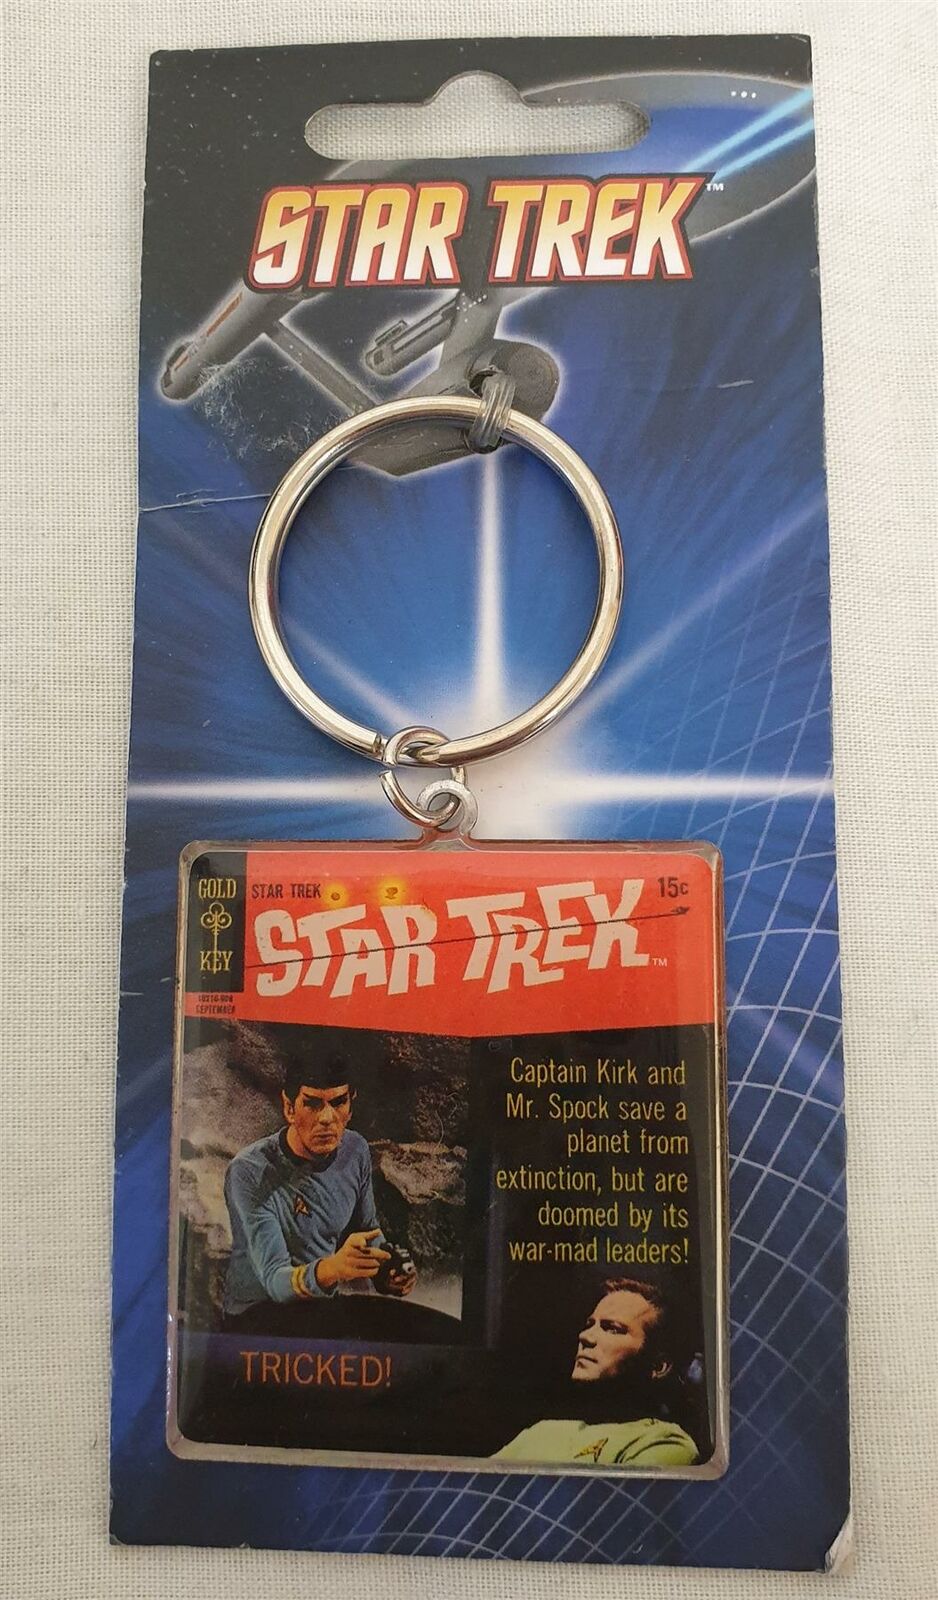 STAR TREK™
GOLD
KEY
SEPTEMBER
STAR TREK
15¢
STAR TREK™
Captain Kirk and
Mr. Spock save a
planet from
extinction, but are
doomed by its
war-mad leaders!
TRICKED!